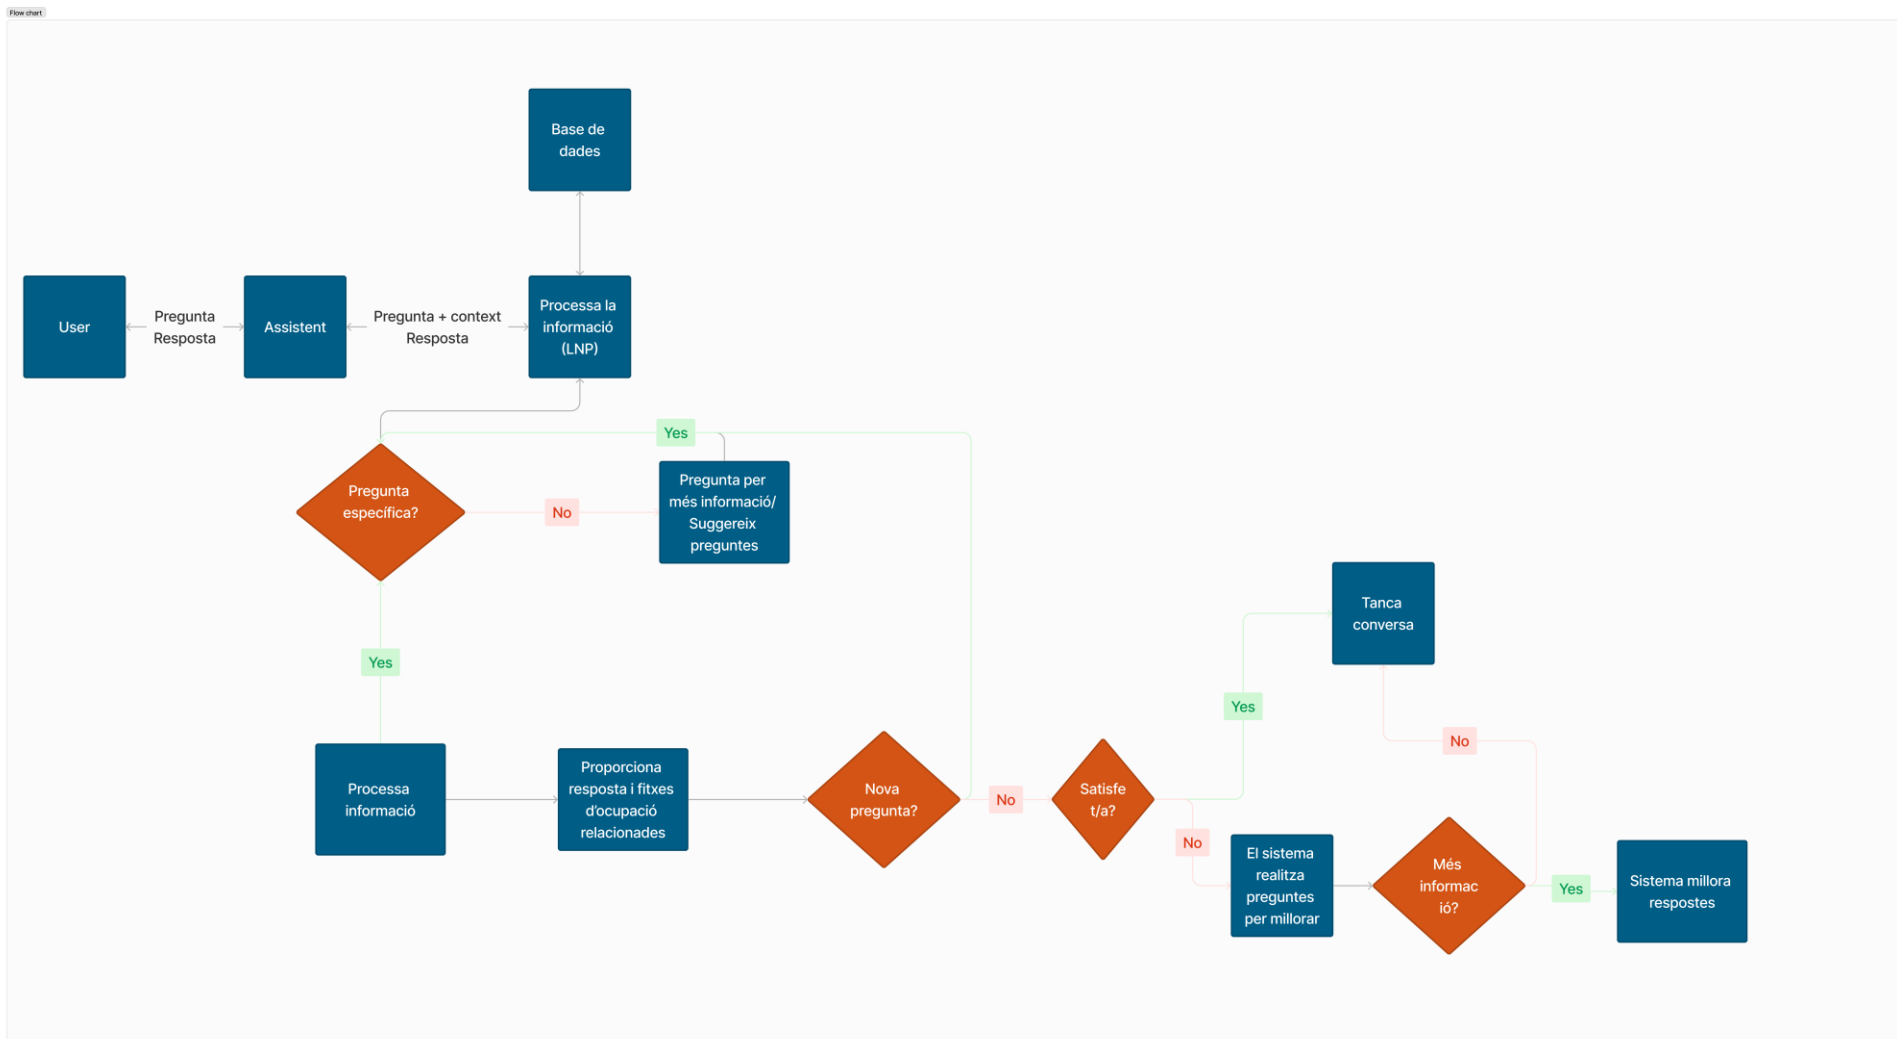 Flow chart
Base de
dades
User
Pregunta
Resposta
Assistent
Pregunta + context
Resposta
Processa la
informació
(LNP)
Yes
Pregunta
específica?
No
Pregunta per
més informació/
Suggereix
preguntes
Yes
Processa
informació
Proporciona
resposta i fitxes
d'ocupació
relacionades
Nova
pregunta?
No
Satisfe
t/a?
Yes
Tanca
conversa
No
No
El sistema
realitza
preguntes
per millorar
Més
informac
ió?
Yes
Sistema millora
respostes